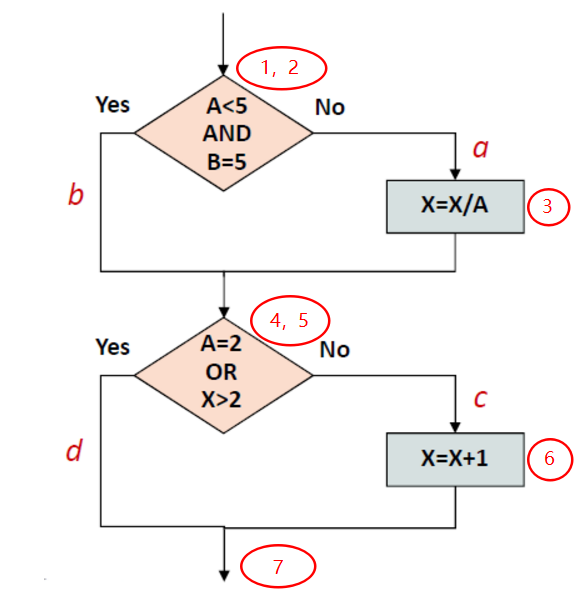 1, 2
Yes
A<5
AND
B=5
No
a
b
X=X/A
3
4, 5
Yes
A=2
OR
X>2
No
c
d
X=X+1
6
7